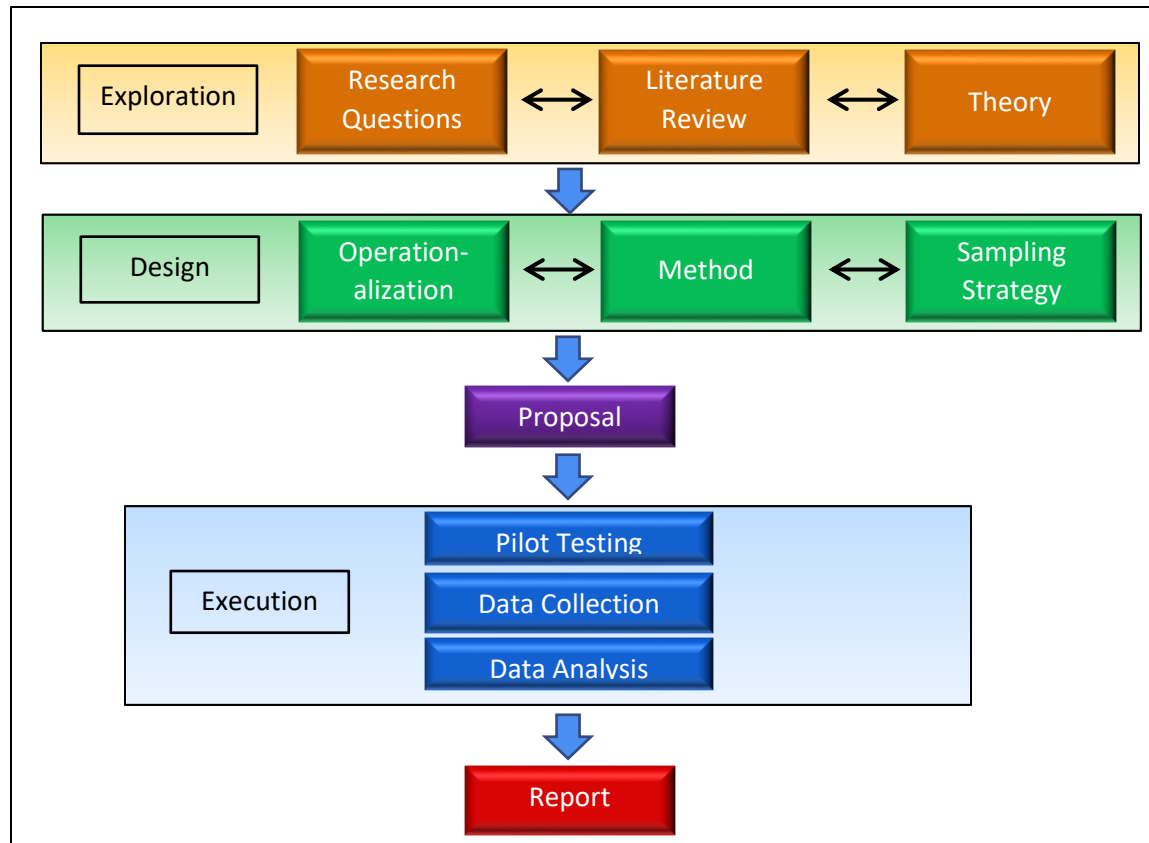 Exploration
Research
Questions
Literature
Review
Theory
Design
Operation-
alization
Method
Sampling
Strategy
Proposal
Execution
Pilot Testing
Data Collection
Data Analysis
Report